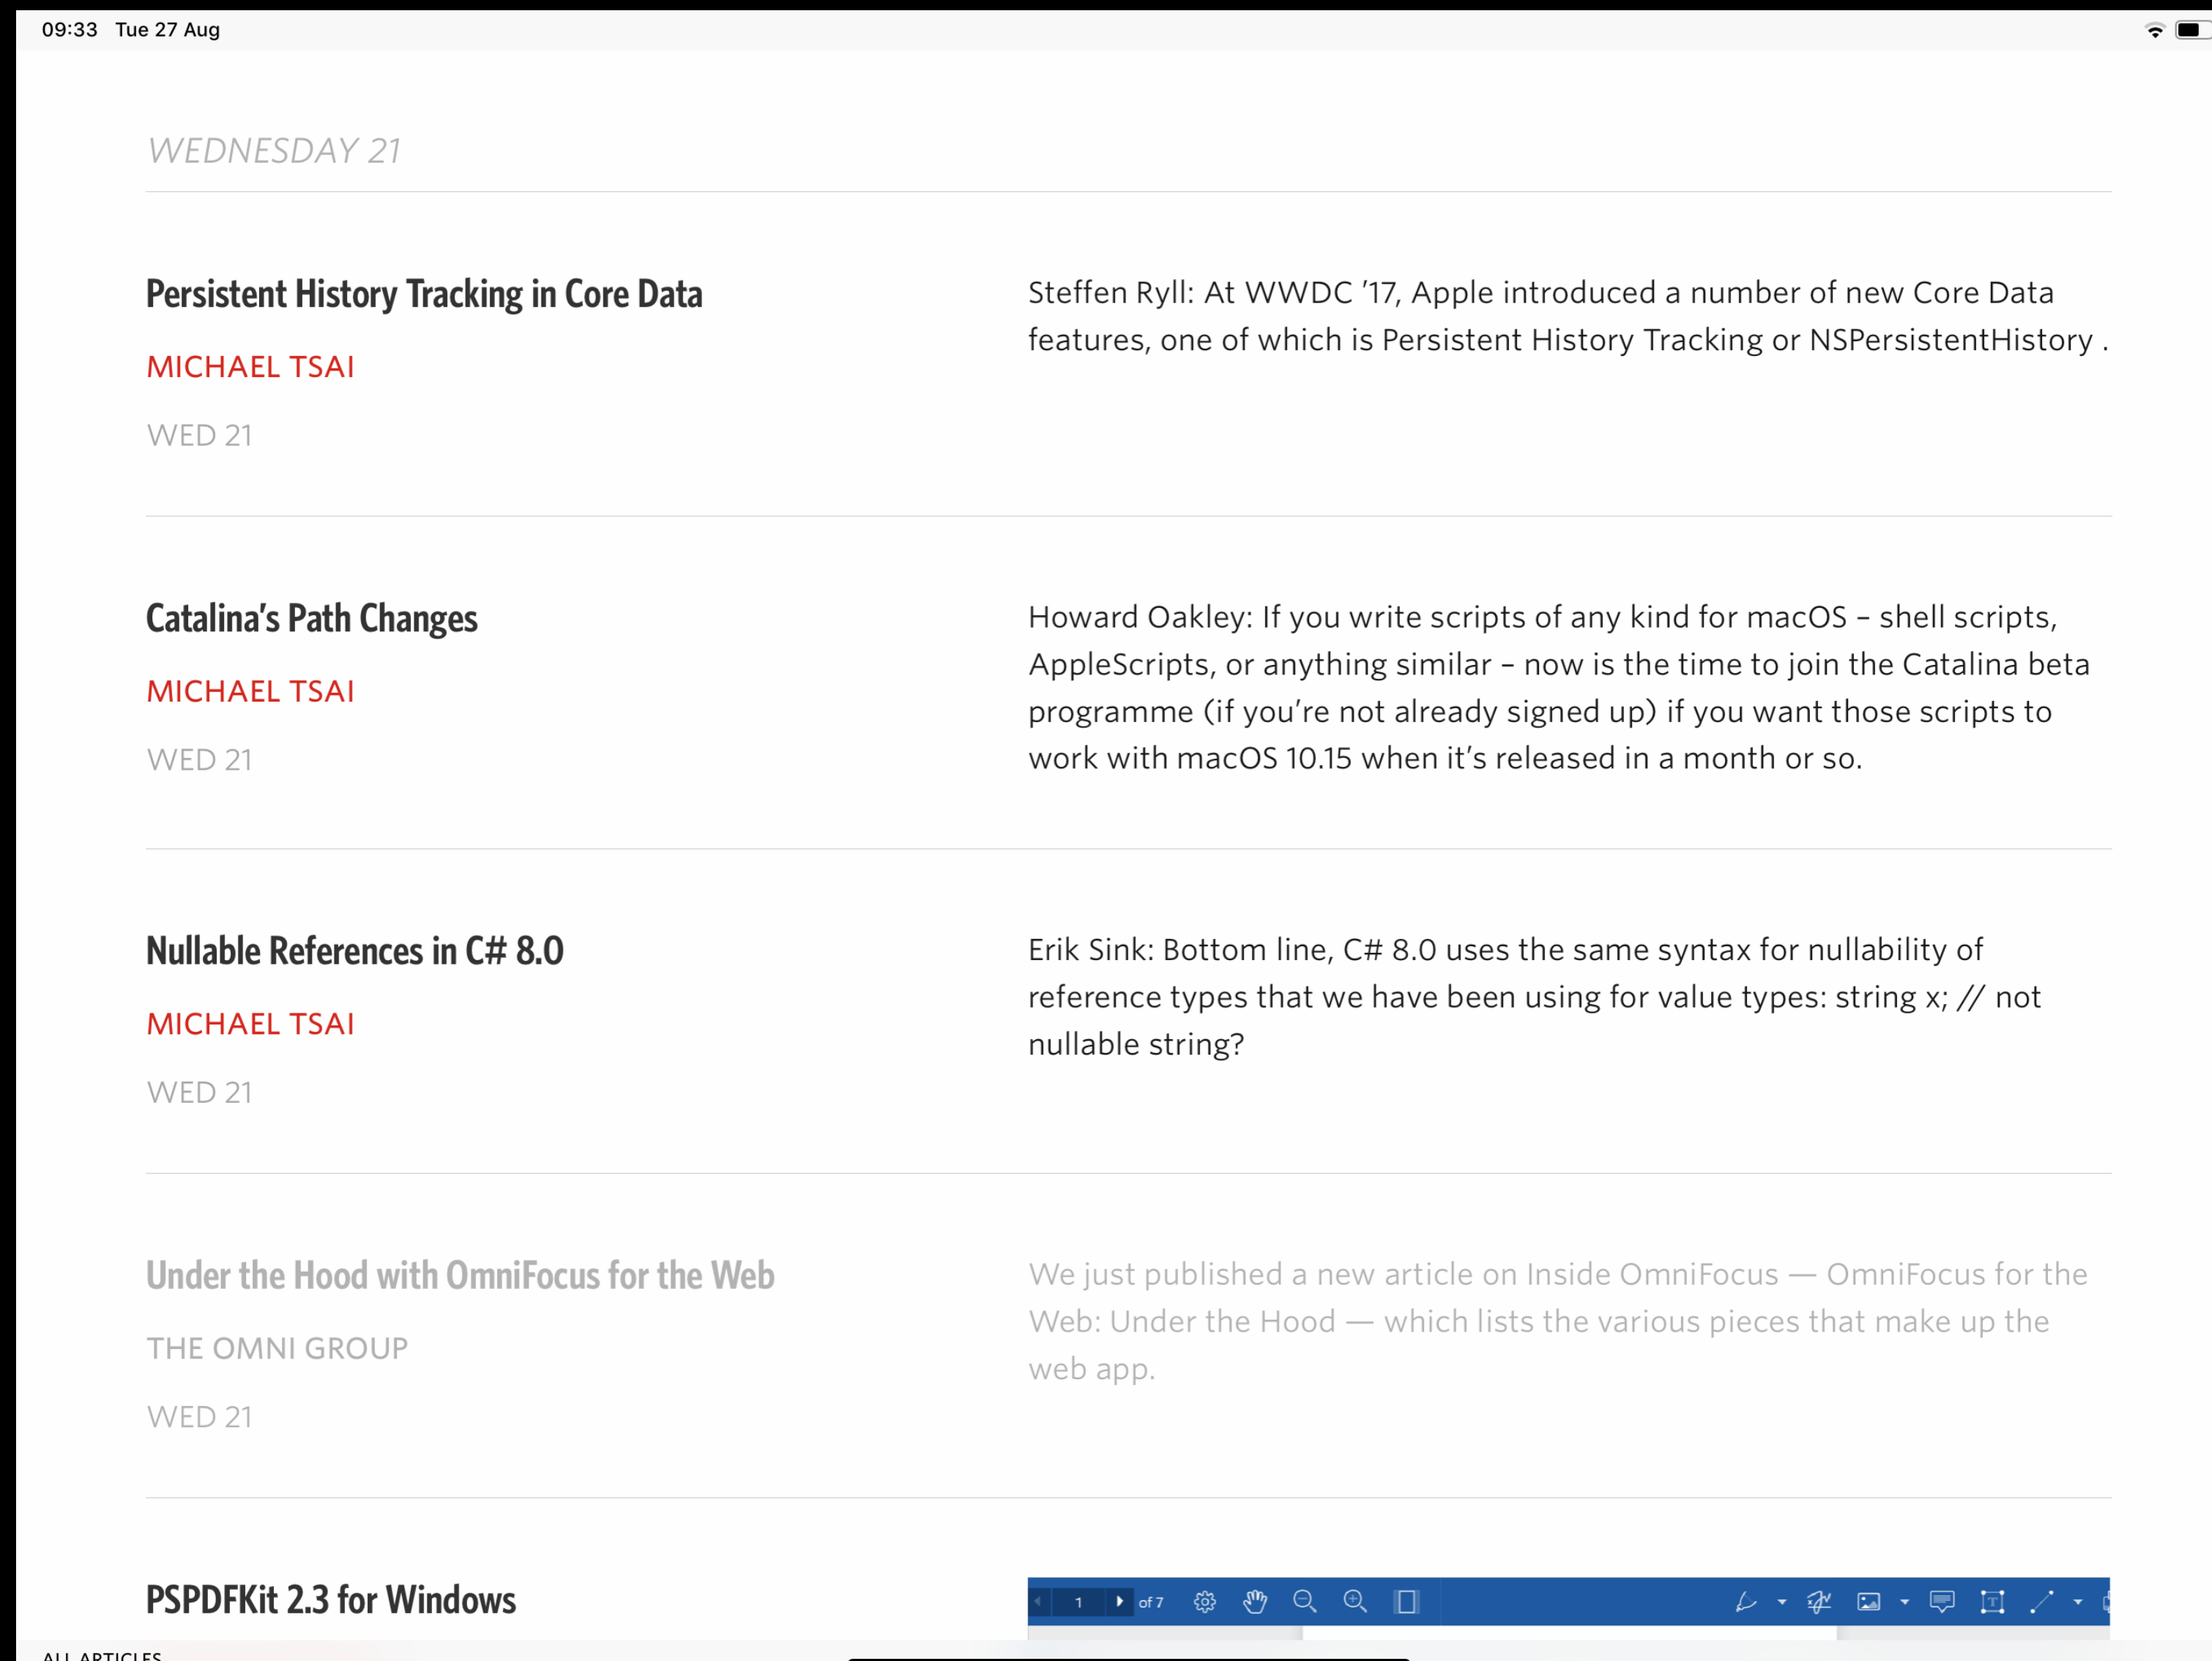 09:33 Tue 27 Aug
WEDNESDAY 21
Persistent History Tracking in Core Data
MICHAEL TSAI
WED 21
Steffen Ryll: At WWDC ’17, Apple introduced a number of new Core Data
features, one of which is Persistent History Tracking or NSPersistentHistory .
Catalina’s Path Changes
MICHAEL TSAI
WED 21
Howard Oakley: If you write scripts of any kind for macOS – shell scripts,
AppleScripts, or anything similar – now is the time to join the Catalina beta
programme (if you’re not already signed up) if you want those scripts to
work with macOS 10.15 when it’s released in a month or so.
Nullable References in C# 8.0
MICHAEL TSAI
WED 21
Erik Sink: Bottom line, C# 8.0 uses the same syntax for nullability of
reference types that we have been using for value types: string x; // not
nullable string?
Under the Hood with OmniFocus for the Web
THE OMNI GROUP
WED 21
We just published a new article on Inside OmniFocus — OmniFocus for the
Web: Under the Hood — which lists the various pieces that make up the
web app.
PSPDFKit 2.3 for Windows
1 of 7
ALL ARTICLES